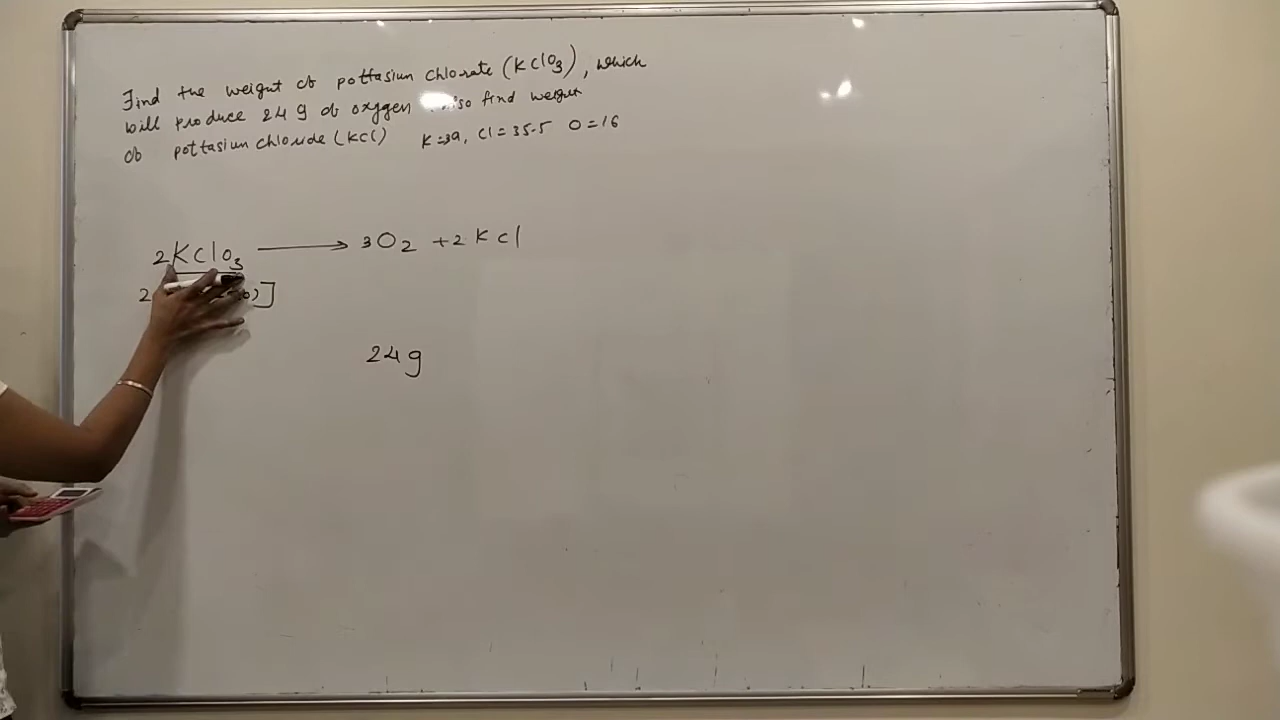 Find the weight of pottasium chlorate (KClO3), which
will produce 24 g of oxygen also find weight
of pottasium chloride (KCl) K=39, Cl=35.5 O=16
2KClO3 → 3O2 + 2KCl
2 ]
24 g